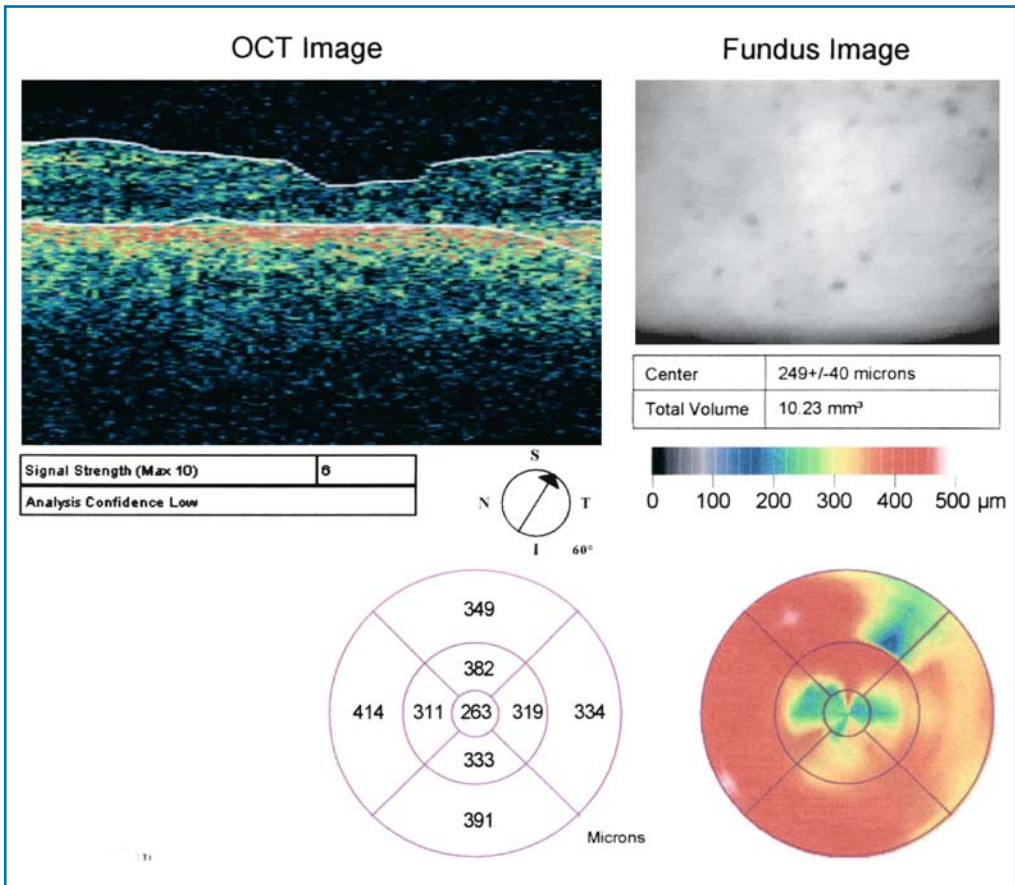 OCT Image
Fundus Image
Center 249+/-40 microns
Total Volume 10.23 mm³
Signal Strength (Max 10) 6
Analysis Confidence Low
S
N T
I 60°
0 100 200 300 400 500 µm
349
382
414 311 263 319 334
333
391
Microns